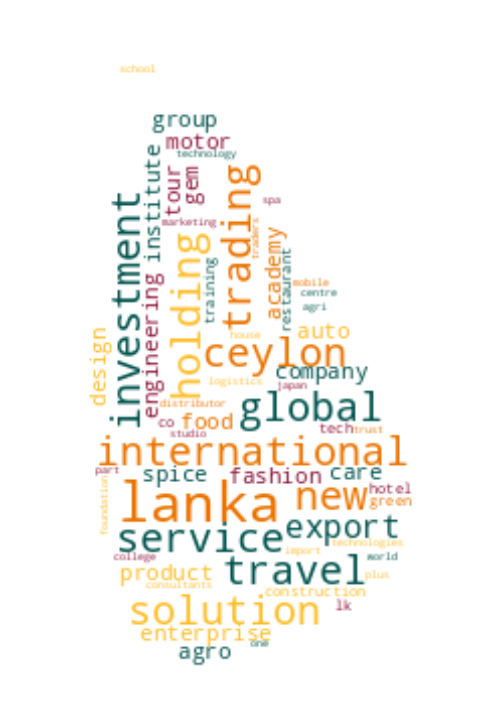 school
group
motor
technology
institute
tour
gem
trading
investment
spa
marketing
traders
holding
academy
restaurant
training
engineering
mobile
centre
agri
design
house
auto
ceylon
company
logistics
japan
distributor
global
co
food
tech
trust
studio
international
part
spice
fashion
care
lanka
new
hotel
green
foundation
service
export
technologies
import
college
world
travel
product
plus
consultants
construction
solution
lk
enterprise
one
agro